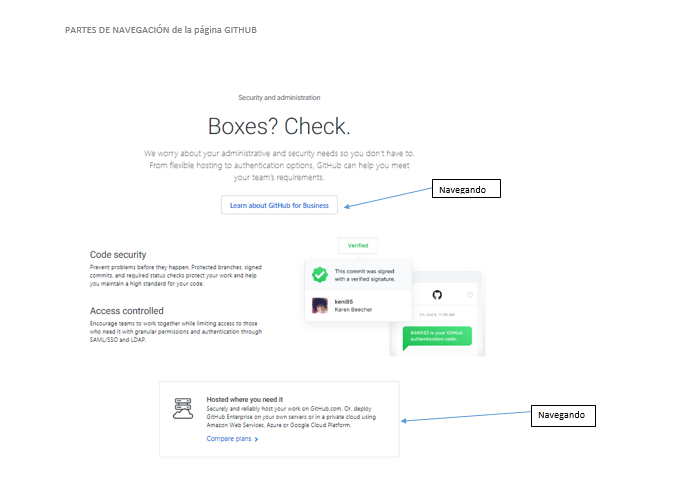 PARTES DE NAVEGACIÓN de la página GITHUB
Security and administration
Boxes? Check.
We worry about your administrative and security needs so you don't have to.
From flexible hosting to authentication options, GitHub can help you meet
your team's requirements.
Navegando
Learn about GitHub for Business
Verified
Code security
Prevent problems before they happen. Protected branches, signed
commits, and required status checks protect your work and help
you maintain a high standard for your code.
This commit was signed
with a verified signature.
keni85
Karen Beecher
Access controlled
Encourage teams to work together while limiting access to those
who need it with granular permissions and authentication through
SAML/SSO and LDAP.
is your GitHub
authentication code.
Hosted where you need it
Securely and reliably host your work on GitHub.com. Or, deploy
GitHub Enterprise on your own servers or in a private cloud using
Amazon Web Services, Azure or Google Cloud Platform.
Compare plans
Navegando